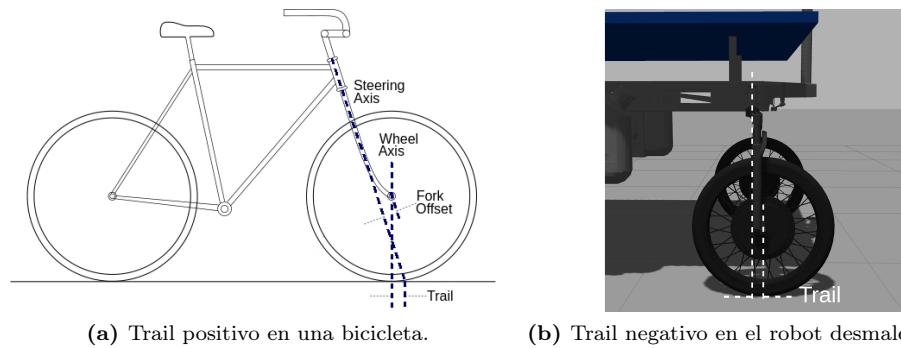 Steering
Axis
Wheel
Axis
Fork
Offset
Trail
Trail
(a) Trail positivo en una bicicleta.
(b) Trail negativo en el robot